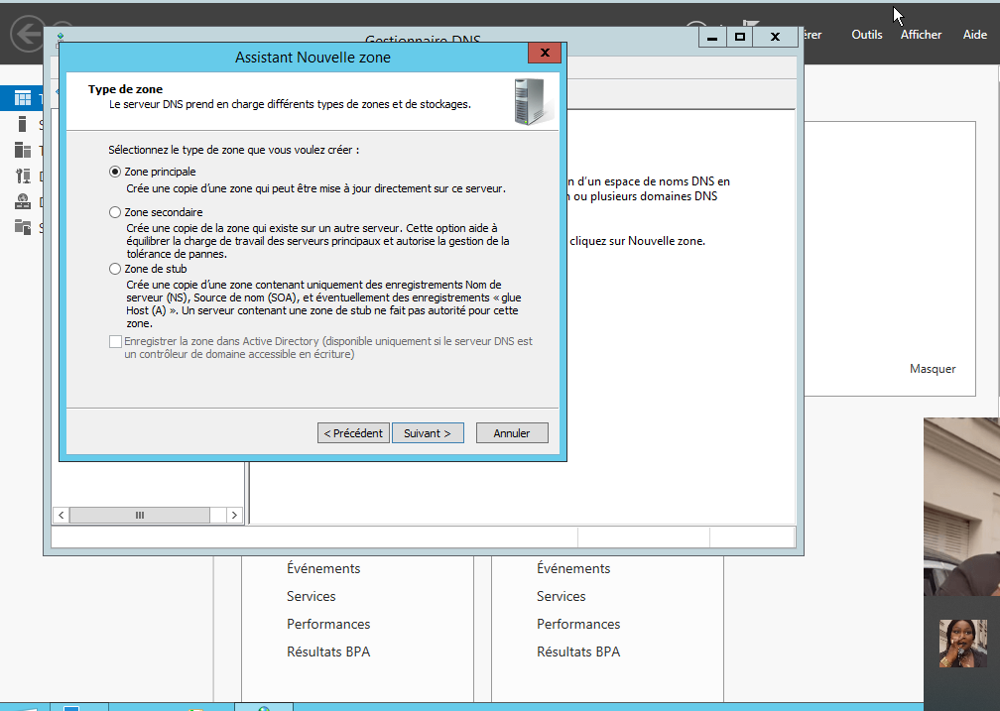 Gestionnaire DNS
Outils
Afficher
Aide
Assistant Nouvelle zone
Type de zone
Le serveur DNS prend en charge différents types de zones et de stockages.
Sélectionnez le type de zone que vous voulez créer :
Zone principale
Crée une copie d'une zone qui peut être mise à jour directement sur ce serveur.
Zone secondaire
Crée une copie de la zone qui existe sur un autre serveur. Cette option aide à
équilibrer la charge de travail des serveurs principaux et autorise la gestion de la
tolérance de pannes.
Zone de stub
Crée une copie d'une zone contenant uniquement des enregistrements Nom de
serveur (NS), Source de nom (SOA), et éventuellement des enregistrements « glue
Host (A) ». Un serveur contenant une zone de stub ne fait pas autorité pour cette
zone.
Enregistrer la zone dans Active Directory (disponible uniquement si le serveur DNS est
un contrôleur de domaine accessible en écriture)
< Précédent
Suivant >
Annuler
d'un espace de noms DNS en
ou plusieurs domaines DNS
cliquez sur Nouvelle zone.
Masquer
Événements
Services
Performances
Résultats BPA
Événements
Services
Performances
Résultats BPA